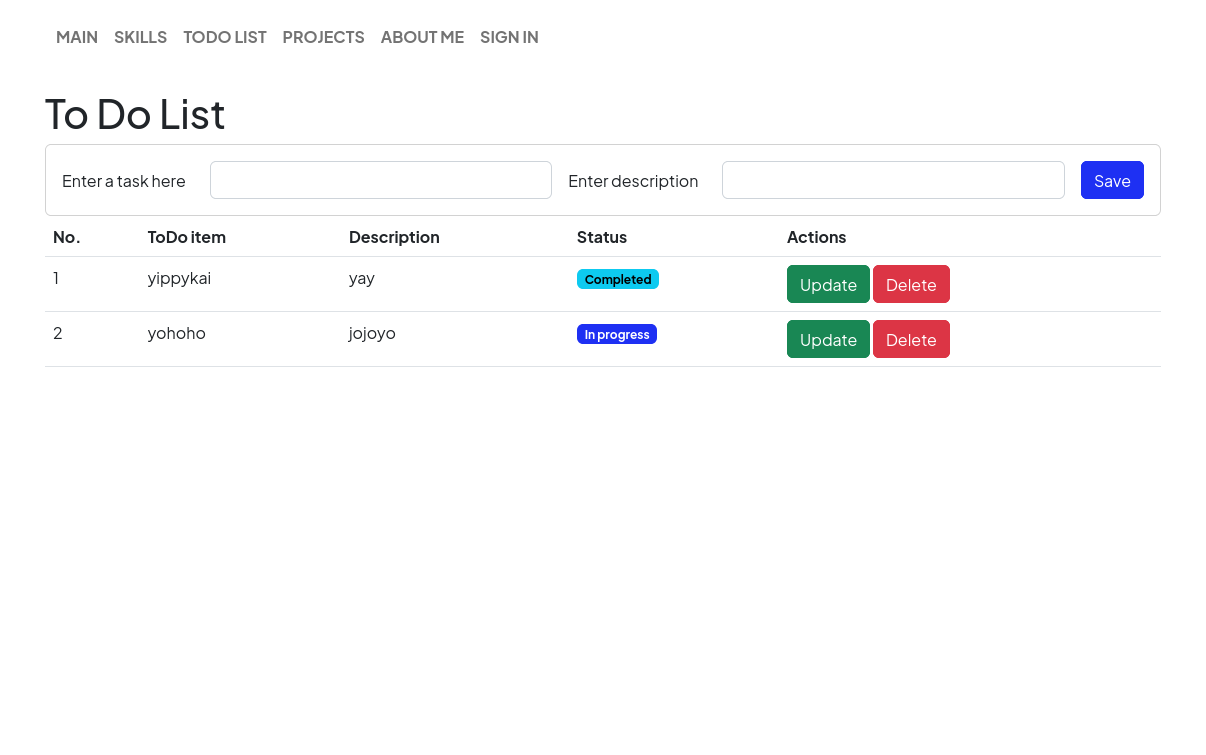 MAIN SKILLS TODO LIST PROJECTS ABOUT ME SIGN IN
To Do List
Enter a task here Enter description Save
No. ToDo item Description Status Actions
1 yippykai yay Completed Update Delete
2 yohoho jojoyo In progress Update Delete